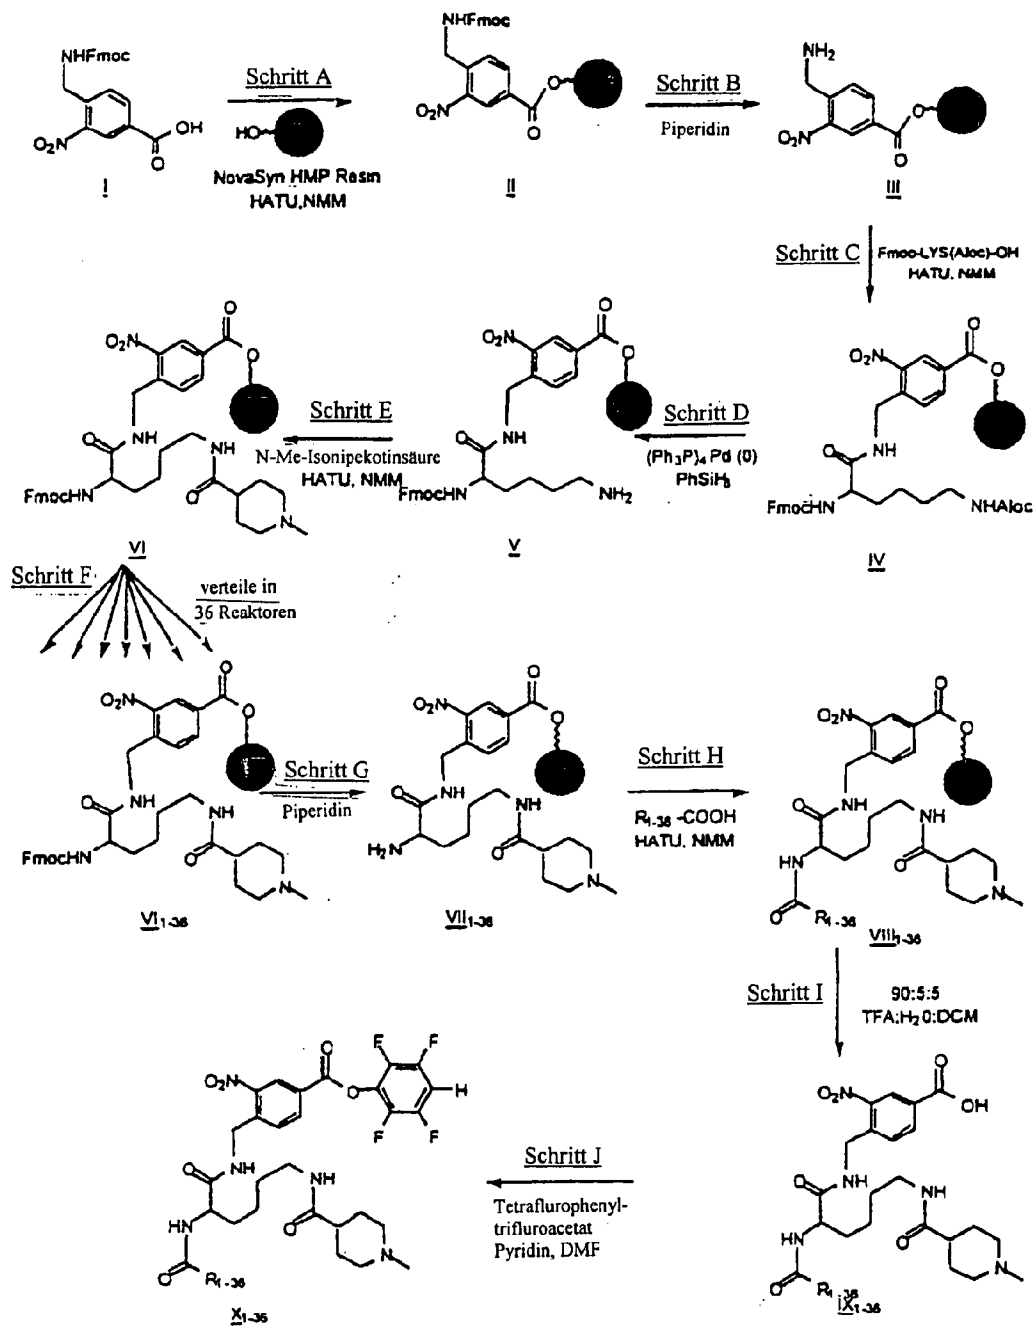 NHFmoc
O₂N
OH
O
I
Schritt A
HO
NovaSyn HMP Resin
HATU,NMM
NHFmoc
O₂N
O
O
II
Schritt B
Piperidin
NH₂
O₂N
O
O
III
Schritt C
Fmoc-LYS(Aloc)-OH
HATU, NMM
O
O₂N
O
O
NH
FmocHN
NHAloc
IV
Schritt D
(Ph₃P)₄ Pd (0)
PhSiH₃
O
O₂N
O
O
NH
FmocHN
NH₂
V
Schritt E
N-Me-Isonipekotinsäure
HATU, NMM
O
O₂N
O
O
NH
NH
FmocHN
O
N
VI
Schritt F
verteile in
36 Reaktoren
O
O₂N
O
O
NH
NH
FmocHN
O
N
VI₁₋₃₆
Schritt G
Piperidin
O
O₂N
O
O
NH
NH
H₂N
O
N
VII₁₋₃₆
Schritt H
R₁₋₃₆ -COOH
HATU, NMM
O
O₂N
O
O
NH
NH
HN
O
N
O
R₁₋₃₆
VIII₁₋₃₆
Schritt I
90:5:5
TFA:H₂0:DCM
O
O₂N
OH
O
NH
NH
HN
O
N
O
R₁₋₃₆
IX₁₋₃₆
Schritt J
Tetraflurophenyl-
trifluroacetat
Pyridin, DMF
F
F
O
O₂N
O
H
F
F
O
NH
NH
HN
O
N
O
R₁₋₃₆
X₁₋₃₆